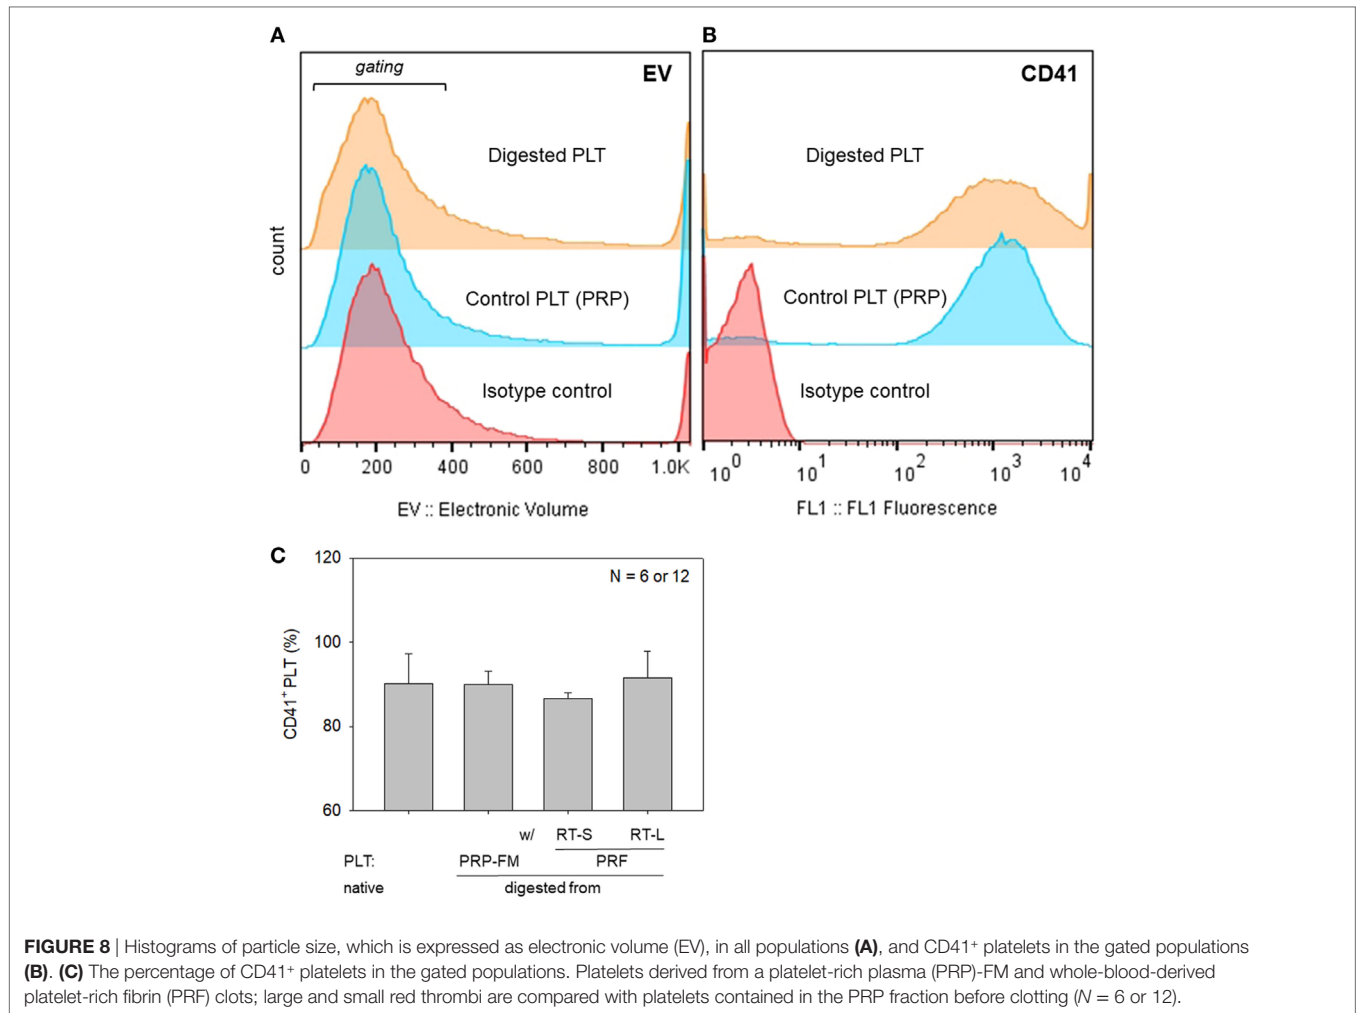 A
B
gating
EV
CD41
Digested PLT
Digested PLT
count
Control PLT (PRP)
Control PLT (PRP)
Isotype control
Isotype control
0 200 400 600 800 1.0K
10^0 10^1 10^2 10^3 10^4
EV :: Electronic Volume
FL1 :: FL1 Fluorescence
C
120
N = 6 or 12
100
CD41+ PLT (%)
80
60
w/ RT-S RT-L
PLT: PRP-FM PRF
native digested from
FIGURE 8 | Histograms of particle size, which is expressed as electronic volume (EV), in all populations (A), and CD41+ platelets in the gated populations
(B). (C) The percentage of CD41+ platelets in the gated populations. Platelets derived from a platelet-rich plasma (PRP)-FM and whole-blood-derived
platelet-rich fibrin (PRF) clots; large and small red thrombi are compared with platelets contained in the PRP fraction before clotting (N = 6 or 12).